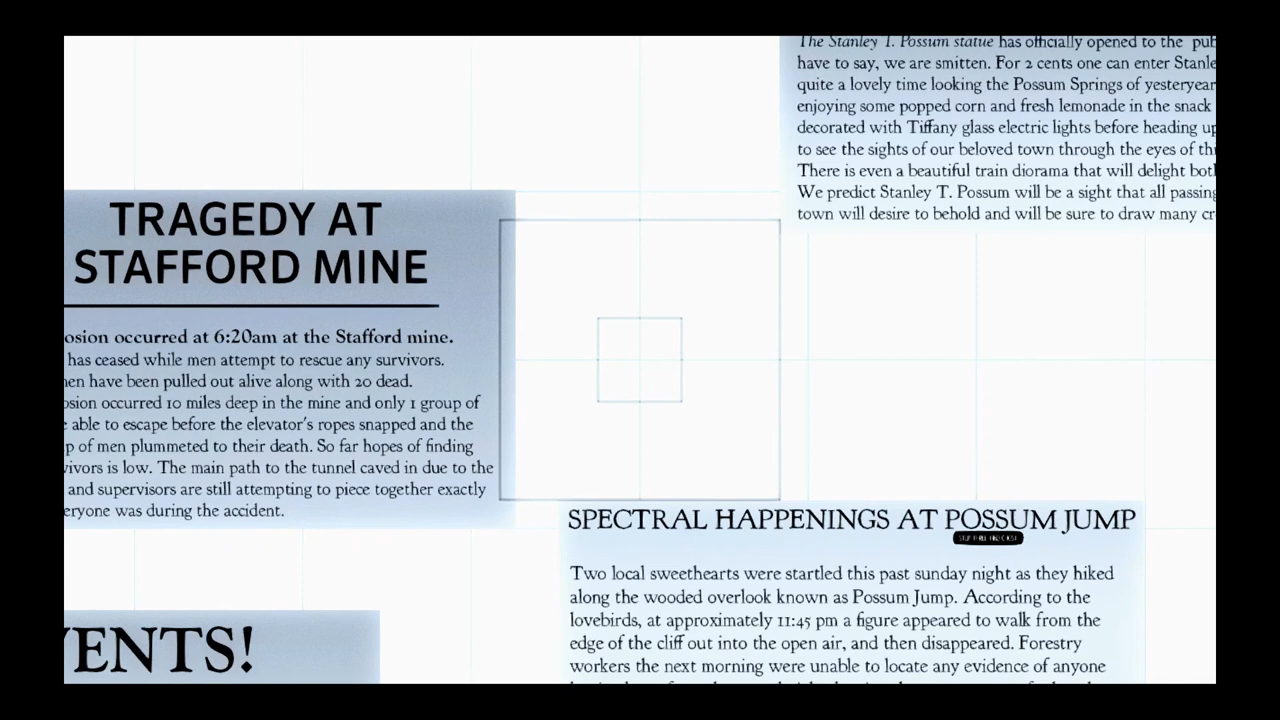 The Stanley T. Possum statue has officially opened to the pub
have to say, we are smitten. For 2 cents one can enter Stanle
quite a lovely time looking the Possum Springs of yesteryear
enjoying some popped corn and fresh lemonade in the snack
decorated with Tiffany glass electric lights before heading up
to see the sights of our beloved town through the eyes of thi
There is even a beautiful train diorama that will delight bot
We predict Stanley T. Possum will be a sight that all passing
town will desire to behold and will be sure to draw many cr
TRAGEDY AT
STAFFORD MINE
osion occurred at 6:20am at the Stafford mine.
has ceased while men attempt to rescue any survivors.
men have been pulled out alive along with 20 dead.
osion occurred 10 miles deep in the mine and only 1 group of
able to escape before the elevator's ropes snapped and the
p of men plummeted to their death. So far hopes of finding
vivors is low. The main path to the tunnel caved in due to the
and supervisors are still attempting to piece together exactly
eryone was during the accident.
VENTS!
SPECTRAL HAPPENINGS AT POSSUM JUMP
Two local sweethearts were startled this past sunday night as they hiked
along the wooded overlook known as Possum Jump. According to the
lovebirds, at approximately 11:45 pm a figure appeared to walk from the
edge of the cliff out into the open air, and then disappeared. Forestry
workers the next morning were unable to locate any evidence of anyone